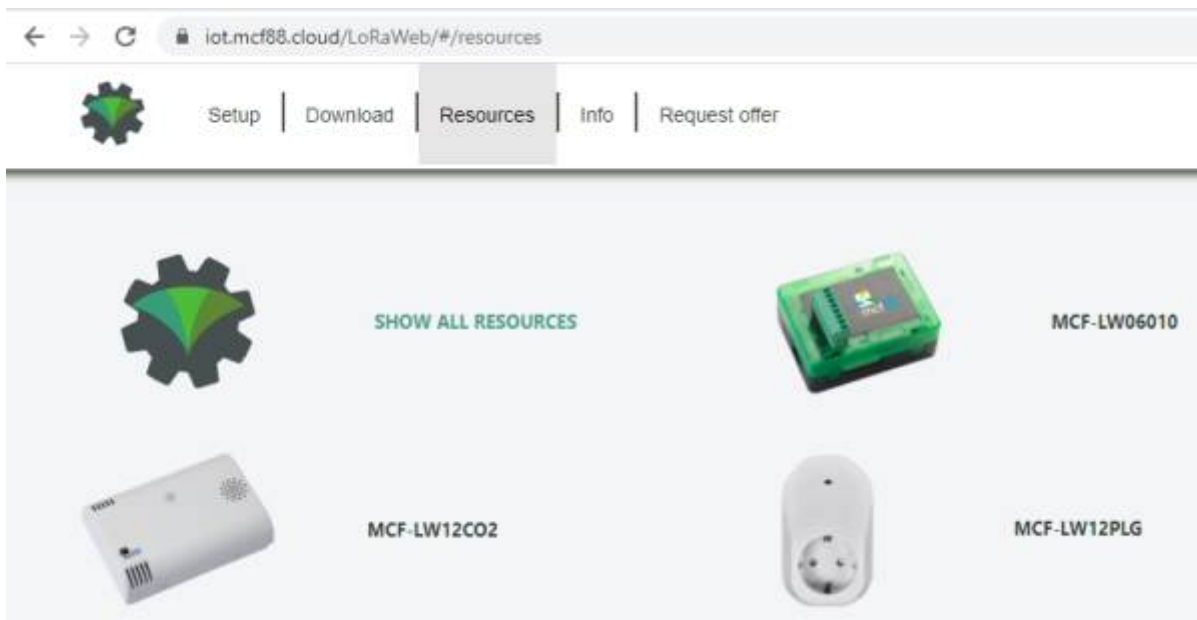 iot.mcf88.cloud/LoRaWeb/#/resources
Setup
Download
Resources
Info
Request offer
SHOW ALL RESOURCES
MCF-LW06010
MCF-LW12CO2
MCF-LW12PLG